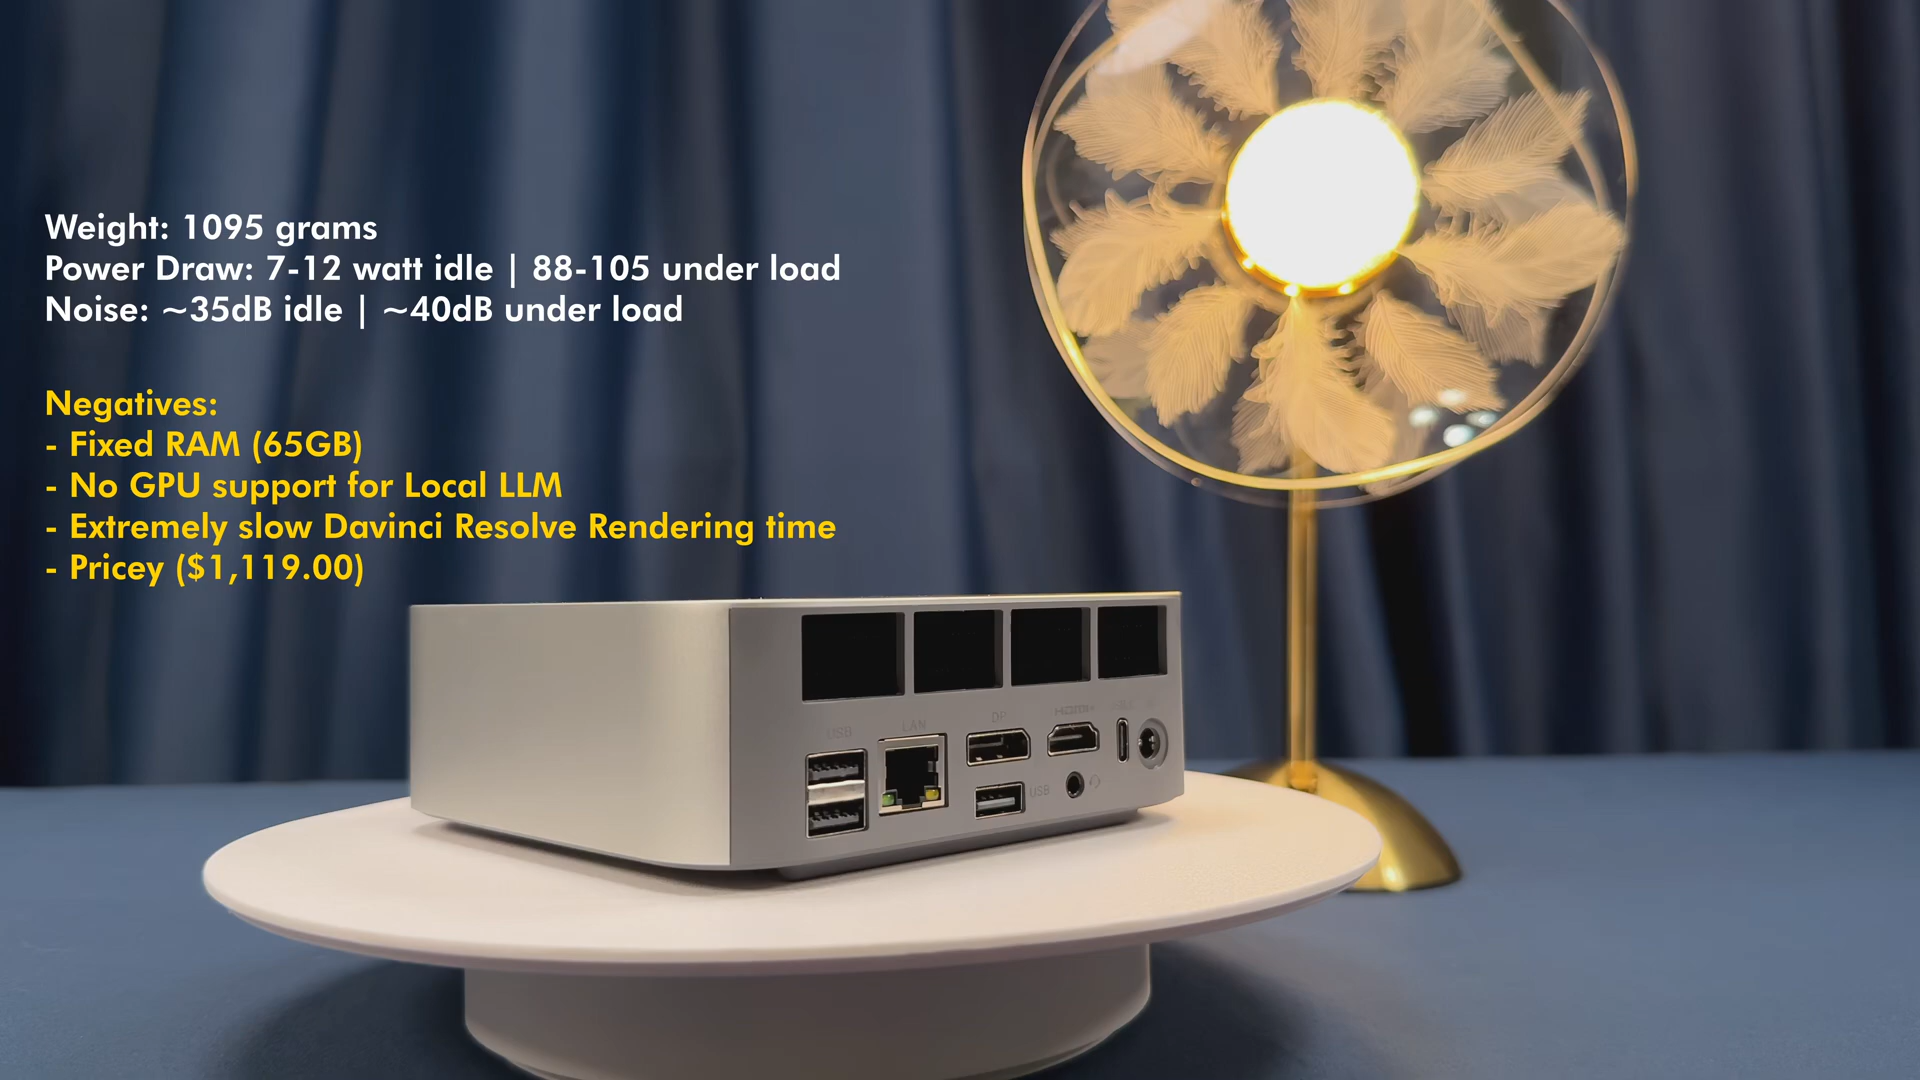 Weight: 1095 grams
Power Draw: 7-12 watt idle | 88-105 under load
Noise: ~35dB idle | ~40dB under load
Negatives:
- Fixed RAM (65GB)
- No GPU support for Local LLM
- Extremely slow Davinci Resolve Rendering time
- Pricey ($1,119.00)
USB
LAN
DP
HDMI
USB